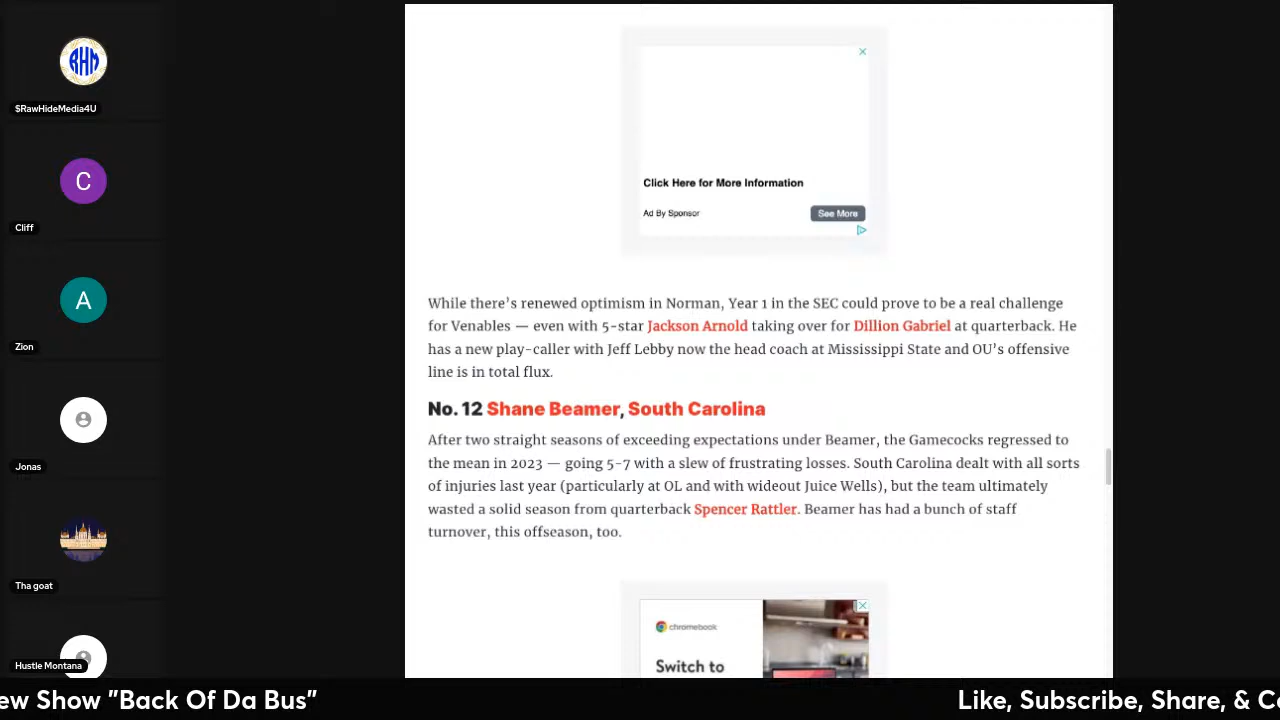 RHM
$RawHideMedia4U
C
Cliff
A
Zion
Jonas
Tha goat
Hustle Montana
Click Here for More Information
Ad By Sponsor
See More
While there’s renewed optimism in Norman, Year 1 in the SEC could prove to be a real challenge
for Venables — even with 5-star Jackson Arnold taking over for Dillion Gabriel at quarterback. He
has a new play-caller with Jeff Lebby now the head coach at Mississippi State and OU’s offensive
line is in total flux.
No. 12 Shane Beamer, South Carolina
After two straight seasons of exceeding expectations under Beamer, the Gamecocks regressed to
the mean in 2023 — going 5-7 with a slew of frustrating losses. South Carolina dealt with all sorts
of injuries last year (particularly at OL and with wideout Juice Wells), but the team ultimately
wasted a solid season from quarterback Spencer Rattler. Beamer has had a bunch of staff
turnover, this offseason, too.
chromebook
Switch to
ew Show "Back Of Da Bus"
Like, Subscribe, Share, & Co